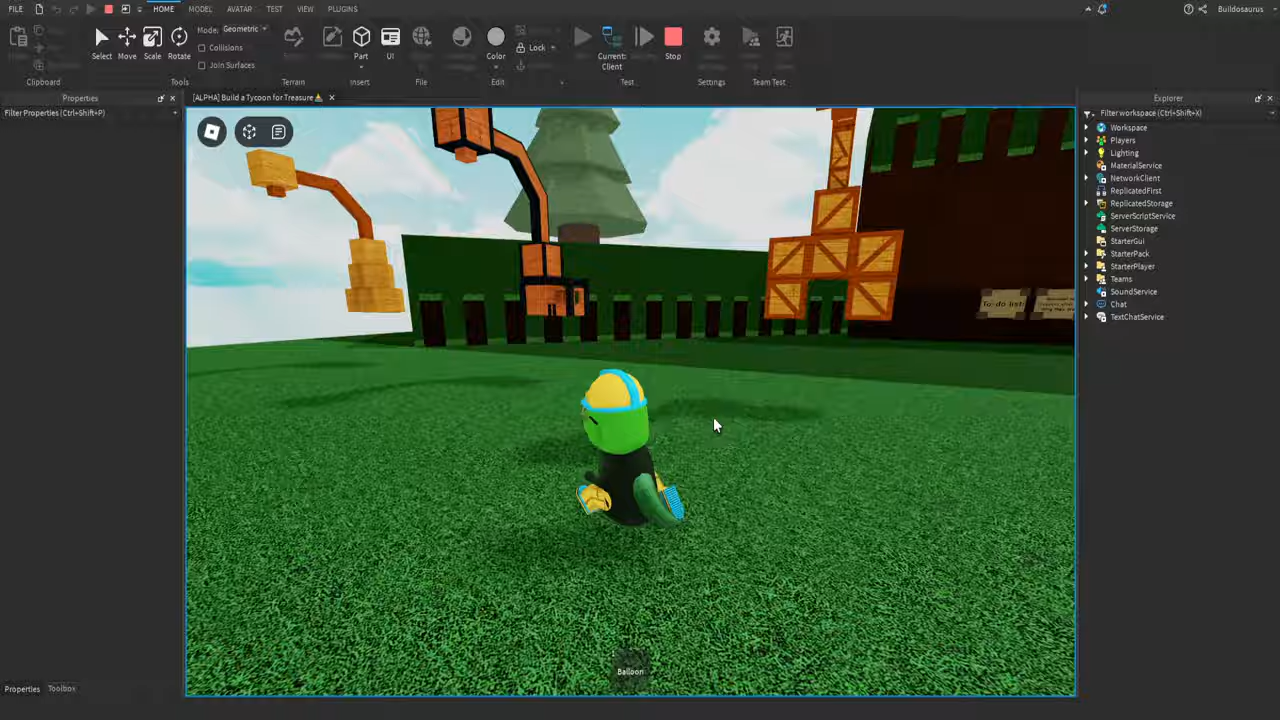 FILE HOME MODEL AVATAR TEST VIEW PLUGINS Buildosaurus
Mode: Geometric
Collisions
Join Surfaces
Select Move Scale Rotate Part UI Color Lock Current: Client Stop
Clipboard Tools Terrain Insert File Edit Test Settings Team Test
Properties
[ALPHA] Build a Tycoon for Treasure
Explorer
Filter Properties (Ctrl+Shift+P)
Filter workspace (Ctrl+Shift+X)
Workspace
Players
Lighting
MaterialService
NetworkClient
ReplicatedFirst
ReplicatedStorage
ServerScriptService
ServerStorage
StarterGui
StarterPack
StarterPlayer
Teams
SoundService
Chat
TextChatService
To-do list
Balloon
Properties Toolbox